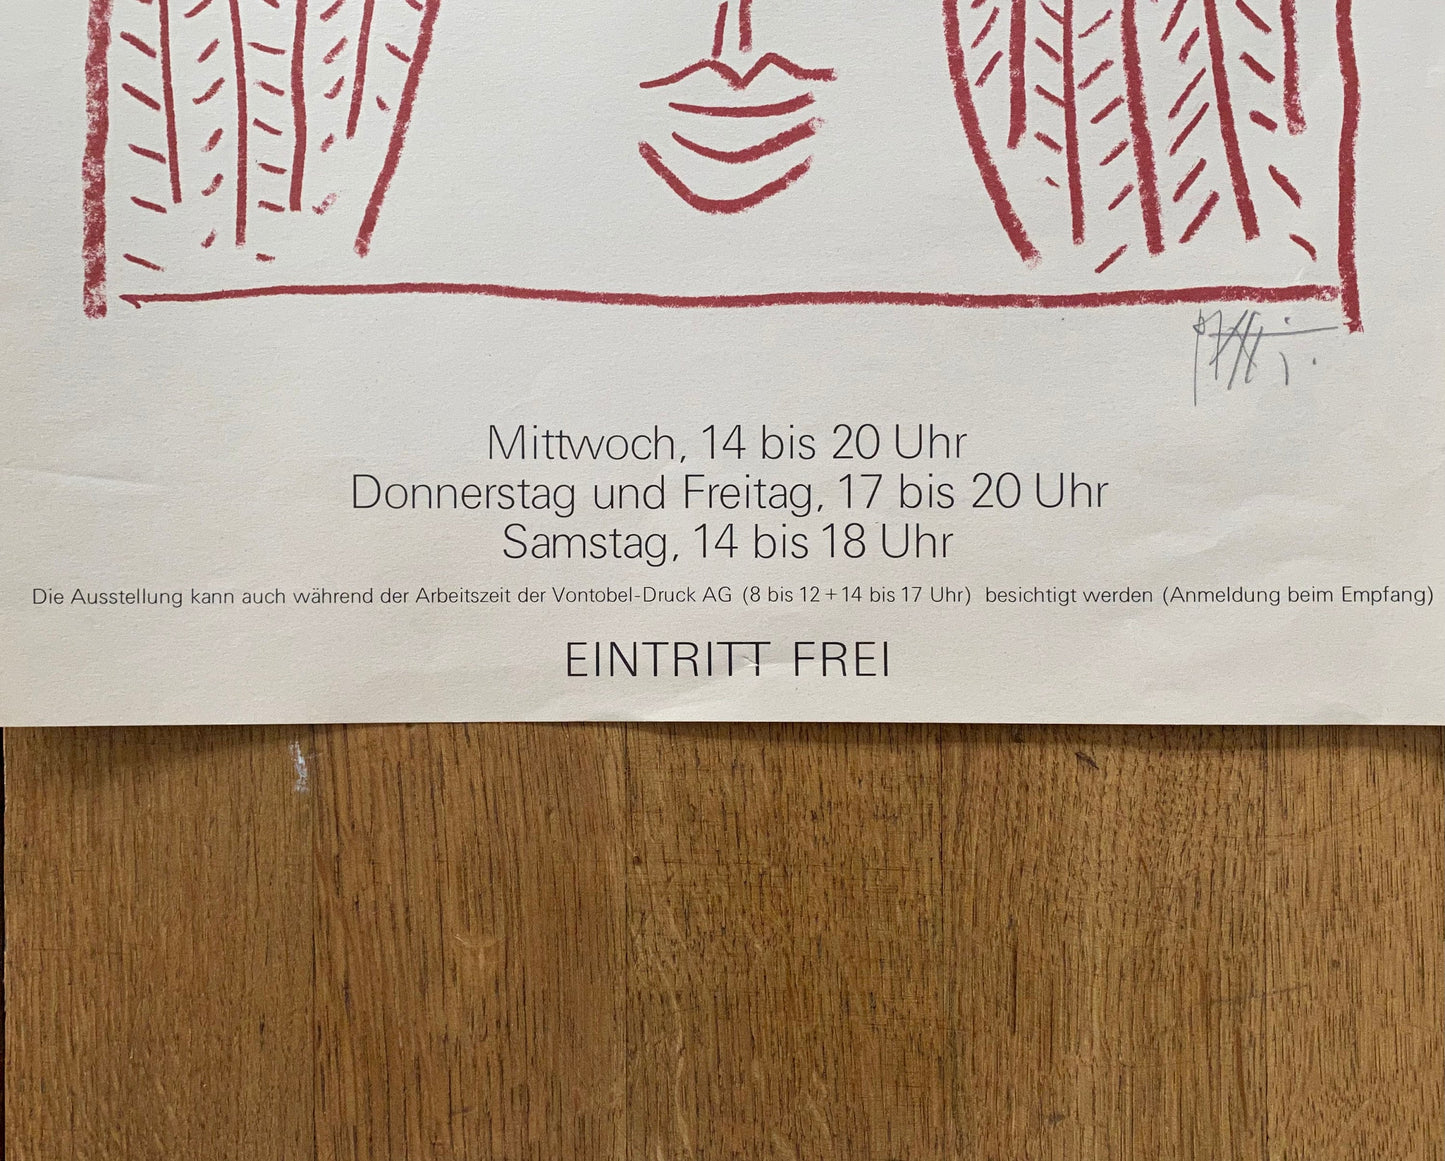 Mittwoch, 14 bis 20 Uhr
Donnerstag und Freitag, 17 bis 20 Uhr
Samstag, 14 bis 18 Uhr
Die Ausstellung kann auch während der Arbeitszeit der Vontobel-Druck AG (8 bis 12 + 14 bis 17 Uhr) besichtigt werden (Anmeldung beim Empfang)
EINTRITT FREI